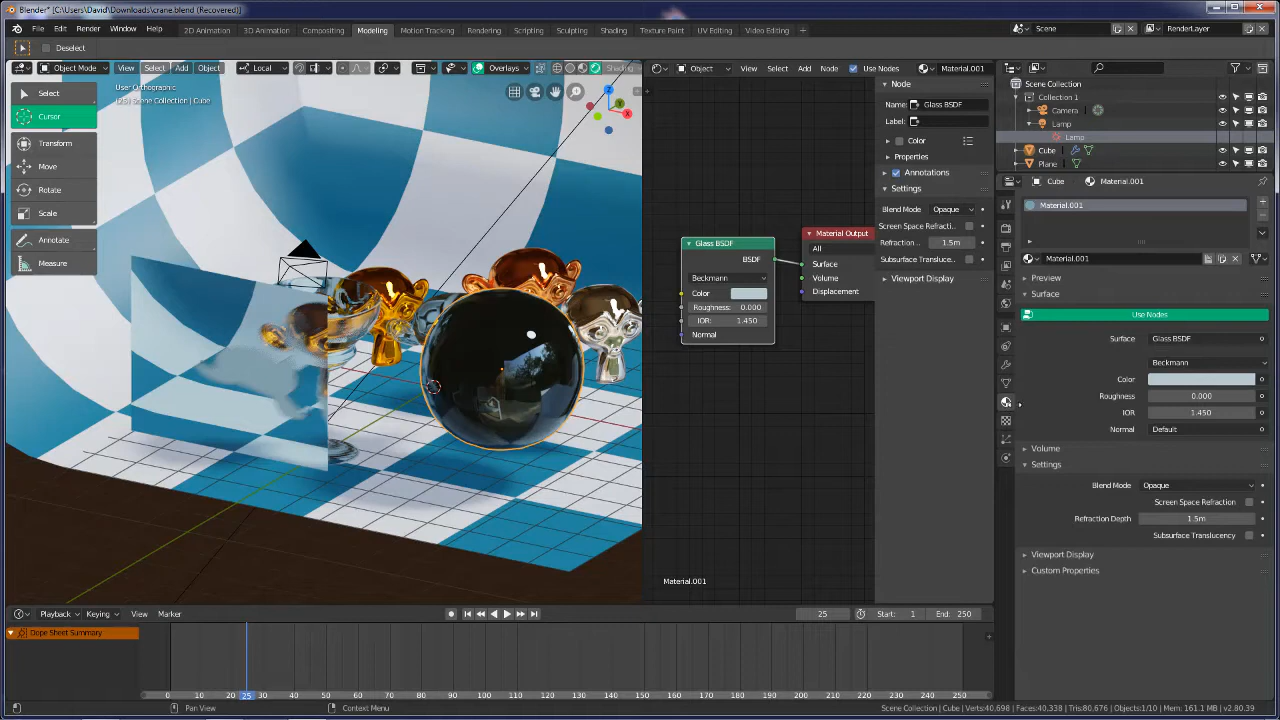 Blender* [C:\Users\David\Downloads\crane.blend (Recovered)]
File Edit Render Window Help
2D Animation 3D Animation Compositing Modeling Motion Tracking Rendering Scripting Sculpting Shading Texture Paint UV Editing Video Editing +
Scene RenderLayer
Deselect
Object Mode View Select Add Object Local Overlays Shading
Object View Select Add Node Use Nodes Material.001
User Orthographic
(25) Scene Collection | Cube
Select
Cursor
Transform
Move
Rotate
Scale
Annotate
Measure
Z
Y
X
Glass BSDF
BSDF
Beckmann
Color
Roughness: 0.000
IOR: 1.450
Normal
Material Output
All
Surface
Volume
Displacement
Material.001
Node
Name: Glass BSDF
Label:
Color
Properties
Annotations
Settings
Blend Mode Opaque
Screen Space Refracti..
Refraction .. 1.5m
Subsurface Transluce..
Viewport Display
Scene Collection
Collection 1
Camera
Lamp
Lamp
Cube
Plane
Cube Material.001
Material.001
Material.001
Preview
Surface
Use Nodes
Surface Glass BSDF
Beckmann
Color
Roughness 0.000
IOR 1.450
Normal Default
Volume
Settings
Blend Mode Opaque
Screen Space Refraction
Refraction Depth 1.5m
Subsurface Translucency
Viewport Display
Custom Properties
Playback Keying View Marker
25 Start: 1 End: 250
Dope Sheet Summary
0 10 20 25 30 40 50 60 70 80 90 100 110 120 130 140 150 160 170 180 190 200 210 220 230 240 250
Pan View Context Menu
Scene Collection | Cube | Verts:40,698 | Faces:40,338 | Tris:80,676 | Objects:1/10 | Mem: 161.1 MB | v2.80.39